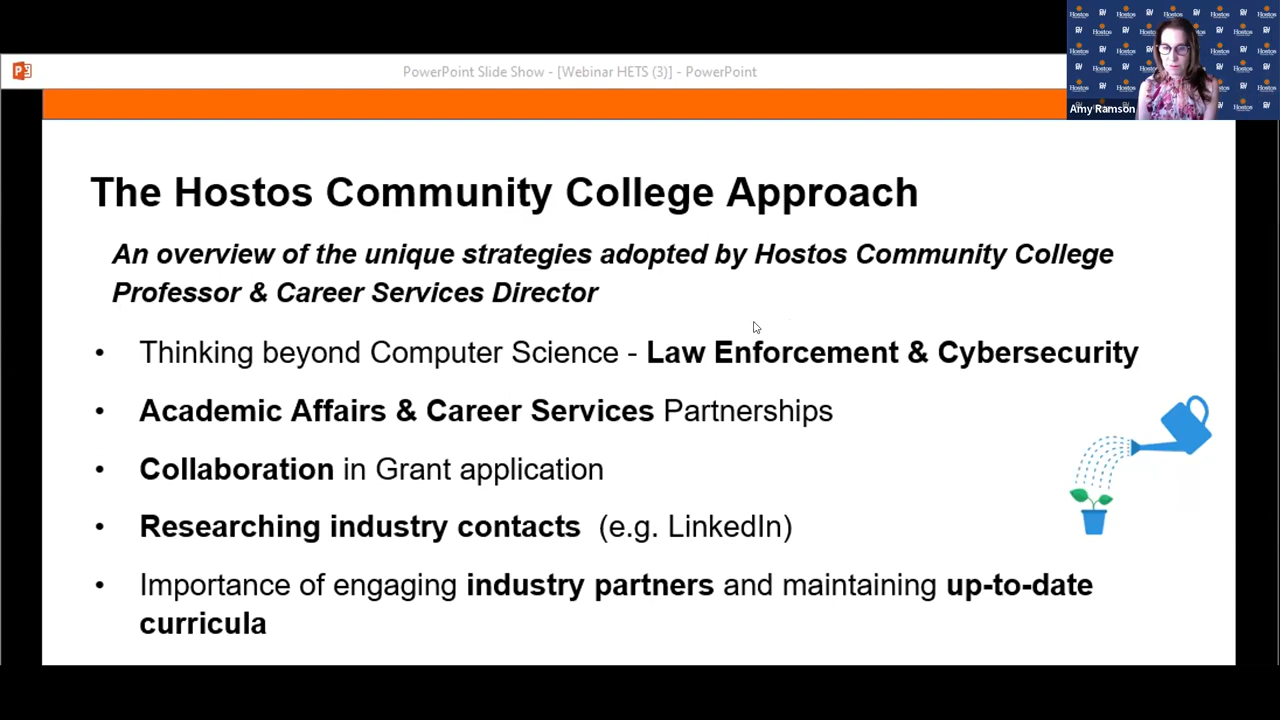 PowerPoint Slide Show - [Webinar HETS (3)] - PowerPoint
Amy Ramson
The Hostos Community College Approach
An overview of the unique strategies adopted by Hostos Community College
Professor & Career Services Director
• Thinking beyond Computer Science - Law Enforcement & Cybersecurity
• Academic Affairs & Career Services Partnerships
• Collaboration in Grant application
• Researching industry contacts (e.g. LinkedIn)
• Importance of engaging industry partners and maintaining up-to-date
curricula